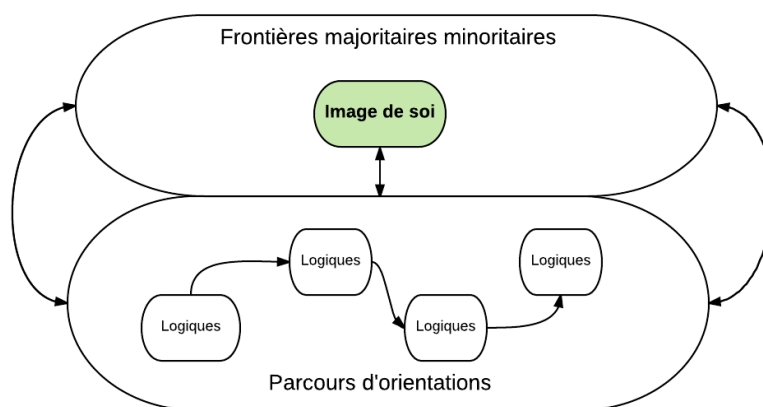 Frontières majoritaires minoritaires
Image de soi
Logiques
Logiques
Logiques
Logiques
Parcours d'orientations